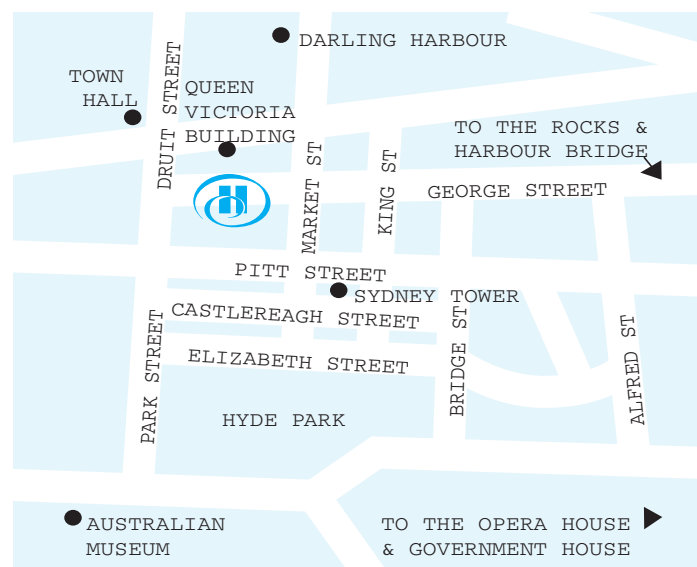 DARLING HARBOUR
TOWN
HALL
DRUIT STREET
QUEEN
VICTORIA
BUILDING
TO THE ROCKS &
HARBOUR BRIDGE
MARKET ST
KING ST
GEORGE STREET
H
PITT STREET
SYDNEY TOWER
CASTLEREAGH STREET
ELIZABETH STREET
PARK STREET
BRIDGE ST
ALFRED ST
HYDE PARK
AUSTRALIAN
MUSEUM
TO THE OPERA HOUSE
& GOVERNMENT HOUSE